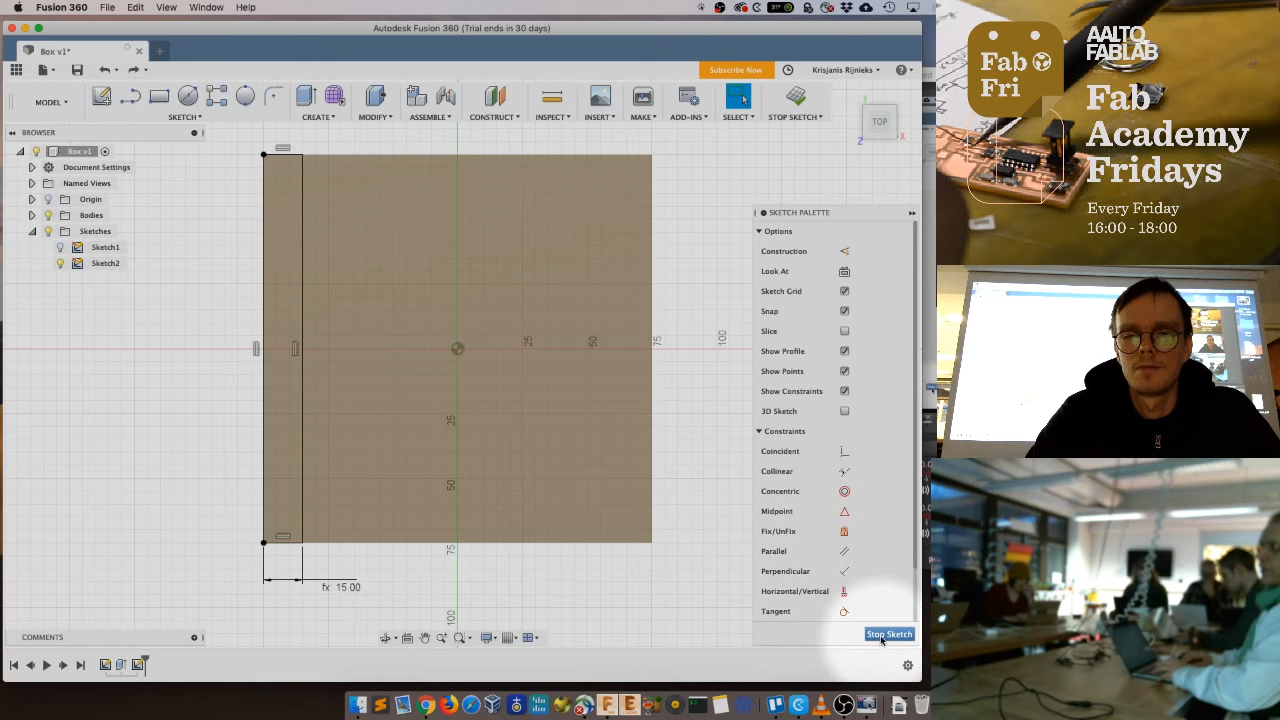 Fusion 360 File Edit View Window Help
31°
Autodesk Fusion 360 (Trial ends in 30 days)
Box v1*
Subscribe Now
Krisjanis Rijnieks
MODEL
SKETCH
CREATE
MODIFY
ASSEMBLE
CONSTRUCT
INSPECT
INSERT
MAKE
ADD-INS
SELECT
STOP SKETCH
BROWSER
Box v1
Document Settings
Named Views
Origin
Bodies
Sketches
Sketch1
Sketch2
TOP
X
Y
Z
25
50
75
100
25
50
75
100
fx: 15.00
SKETCH PALETTE
Options
Construction
Look At
Sketch Grid
Snap
Slice
Show Profile
Show Points
Show Constraints
3D Sketch
Constraints
Coincident
Collinear
Concentric
Midpoint
Fix/UnFix
Parallel
Perpendicular
Horizontal/Vertical
Tangent
Stop Sketch
COMMENTS
Fab
Fri
AALTO
FABLAB
Fab
Academy
Fridays
Every Friday
16:00 - 18:00